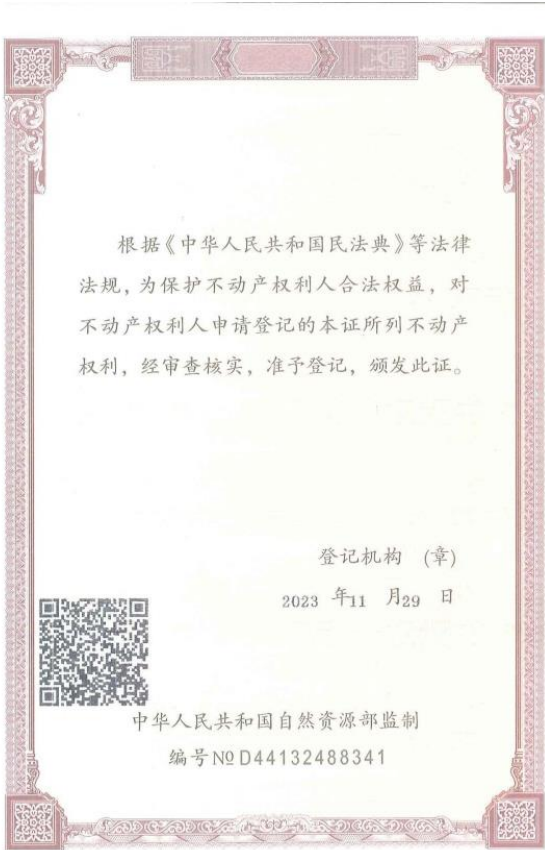 根据《中华人民共和国民法典》等法律
法规，为保护不动产权利人合法权益，对
不动产权利人申请登记的本证所列不动产
权利，经审查核实，准予登记，颁发此证。
登记机构 (章)
2023 年11 月29 日
中华人民共和国自然资源部监制
编号№D44132488341